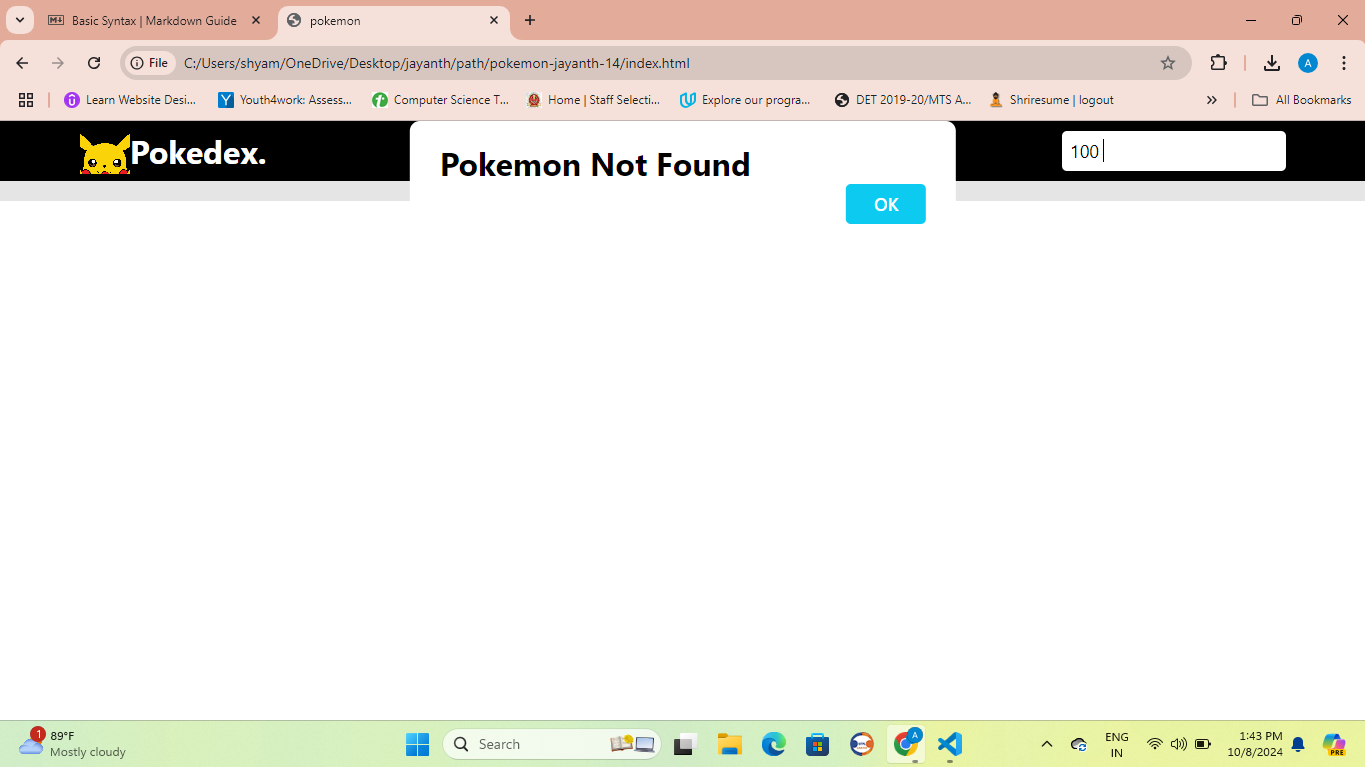 Basic Syntax | Markdown Guide
pokemon
File
C:/Users/shyam/OneDrive/Desktop/jayanth/path/pokemon-jayanth-14/index.html
Learn Website Desi...
Youth4work: Assess...
Computer Science T...
Home | Staff Selecti...
Explore our progra...
DET 2019-20/MTS A...
Shriresume | logout
All Bookmarks
Pokedex.
Pokemon Not Found
100
OK
1
89°F
Mostly cloudy
Search
ENG
IN
1:43 PM
10/8/2024